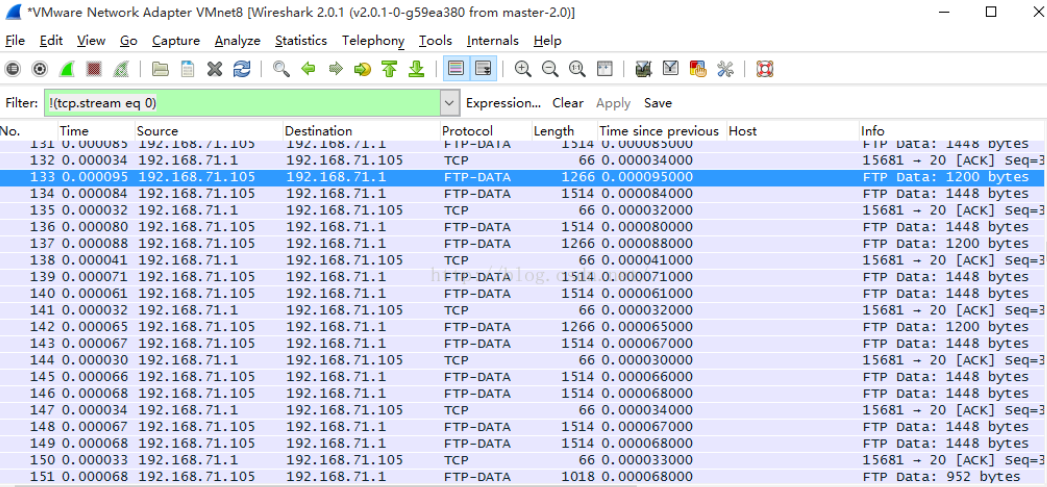 *VMware Network Adapter VMnet8 [Wireshark 2.0.1 (v2.0.1-0-g59ea380 from master-2.0)]
File Edit View Go Capture Analyze Statistics Telephony Tools Internals Help
Filter: !(tcp.stream eq 0) Expression... Clear Apply Save
No. Time Source Destination Protocol Length Time since previous Host Info
131 0.000085 192.168.71.105 192.168.71.1 FTP-DATA 1514 0.000085000 FTP Data: 1448 bytes
132 0.000034 192.168.71.1 192.168.71.105 TCP 66 0.000034000 15681 → 20 [ACK] Seq=3
133 0.000095 192.168.71.105 192.168.71.1 FTP-DATA 1266 0.000095000 FTP Data: 1200 bytes
134 0.000084 192.168.71.105 192.168.71.1 FTP-DATA 1514 0.000084000 FTP Data: 1448 bytes
135 0.000032 192.168.71.1 192.168.71.105 TCP 66 0.000032000 15681 → 20 [ACK] Seq=3
136 0.000080 192.168.71.105 192.168.71.1 FTP-DATA 1514 0.000080000 FTP Data: 1448 bytes
137 0.000088 192.168.71.105 192.168.71.1 FTP-DATA 1266 0.000088000 FTP Data: 1200 bytes
138 0.000041 192.168.71.1 192.168.71.105 TCP 66 0.000041000 15681 → 20 [ACK] Seq=3
139 0.000071 192.168.71.105 192.168.71.1 FTP-DATA 1514 0.000071000 FTP Data: 1448 bytes
140 0.000061 192.168.71.105 192.168.71.1 FTP-DATA 1514 0.000061000 FTP Data: 1448 bytes
141 0.000032 192.168.71.1 192.168.71.105 TCP 66 0.000032000 15681 → 20 [ACK] Seq=3
142 0.000065 192.168.71.105 192.168.71.1 FTP-DATA 1266 0.000065000 FTP Data: 1200 bytes
143 0.000067 192.168.71.105 192.168.71.1 FTP-DATA 1514 0.000067000 FTP Data: 1448 bytes
144 0.000030 192.168.71.1 192.168.71.105 TCP 66 0.000030000 15681 → 20 [ACK] Seq=3
145 0.000066 192.168.71.105 192.168.71.1 FTP-DATA 1514 0.000066000 FTP Data: 1448 bytes
146 0.000068 192.168.71.105 192.168.71.1 FTP-DATA 1514 0.000068000 FTP Data: 1448 bytes
147 0.000034 192.168.71.1 192.168.71.105 TCP 66 0.000034000 15681 → 20 [ACK] Seq=3
148 0.000067 192.168.71.105 192.168.71.1 FTP-DATA 1514 0.000067000 FTP Data: 1448 bytes
149 0.000068 192.168.71.105 192.168.71.1 FTP-DATA 1514 0.000068000 FTP Data: 1448 bytes
150 0.000033 192.168.71.1 192.168.71.105 TCP 66 0.000033000 15681 → 20 [ACK] Seq=3
151 0.000068 192.168.71.105 192.168.71.1 FTP-DATA 1018 0.000068000 FTP Data: 952 bytes